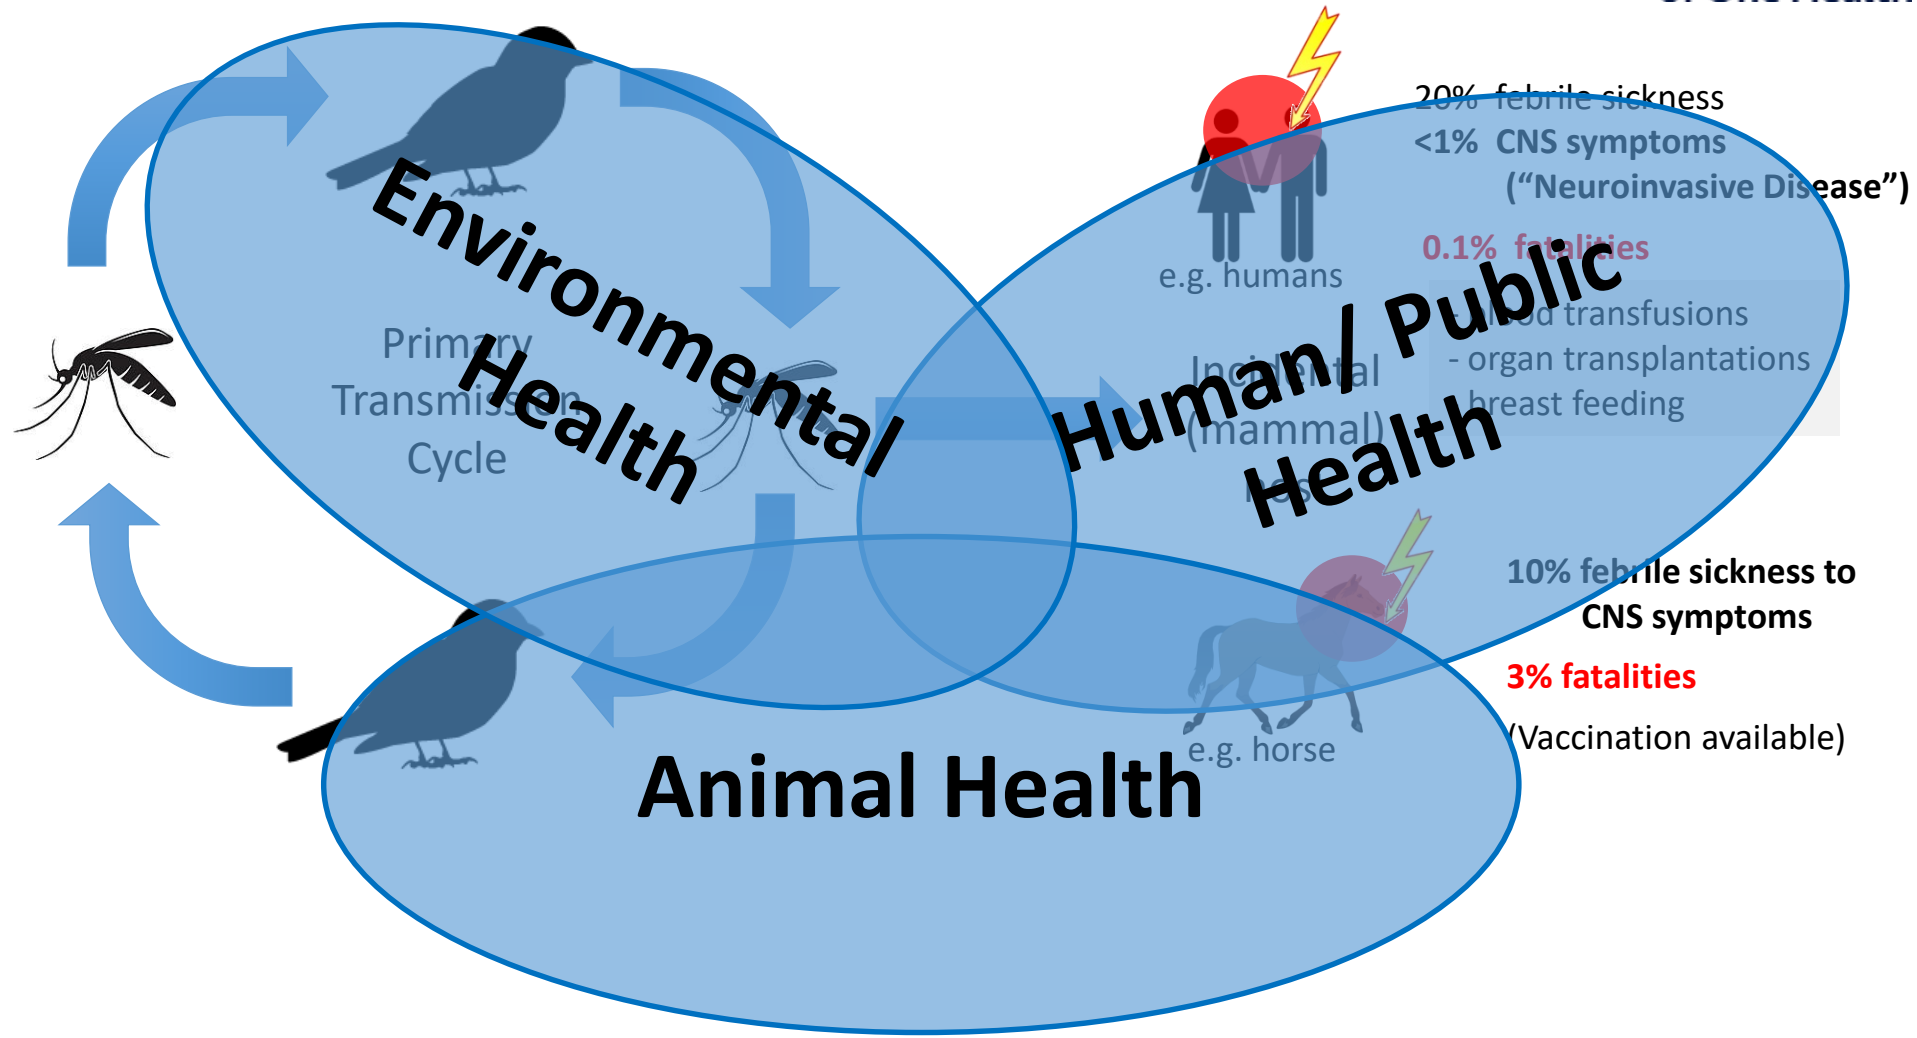 One Health
20% febrile sickness
<1% CNS symptoms
(“Neuroinvasive Disease”)
0.1% fatalities
e.g. humans
- blood transfusions
- organ transplantations
- breast feeding
Environmental
Health
Primary
Transmission
Cycle
Human/ Public
Health
Incidental
(mammal)
10% febrile sickness to
CNS symptoms
3% fatalities
(Vaccination available)
e.g. horse
Animal Health